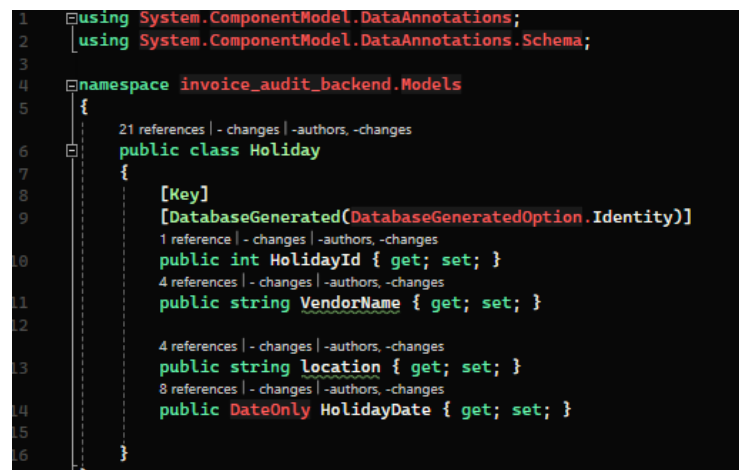 1 using System.ComponentModel.DataAnnotations;
2 using System.ComponentModel.DataAnnotations.Schema;
3
4 namespace invoice_audit_backend.Models
5 {
21 references | - changes | -authors, -changes
6 public class Holiday
7 {
8 [Key]
9 [DatabaseGenerated(DatabaseGeneratedOption.Identity)]
1 reference | - changes | -authors, -changes
10 public int HolidayId { get; set; }
4 references | - changes | -authors, -changes
11 public string VendorName { get; set; }
12
4 references | - changes | -authors, -changes
13 public string location { get; set; }
8 references | - changes | -authors, -changes
14 public DateOnly HolidayDate { get; set; }
15
16 }